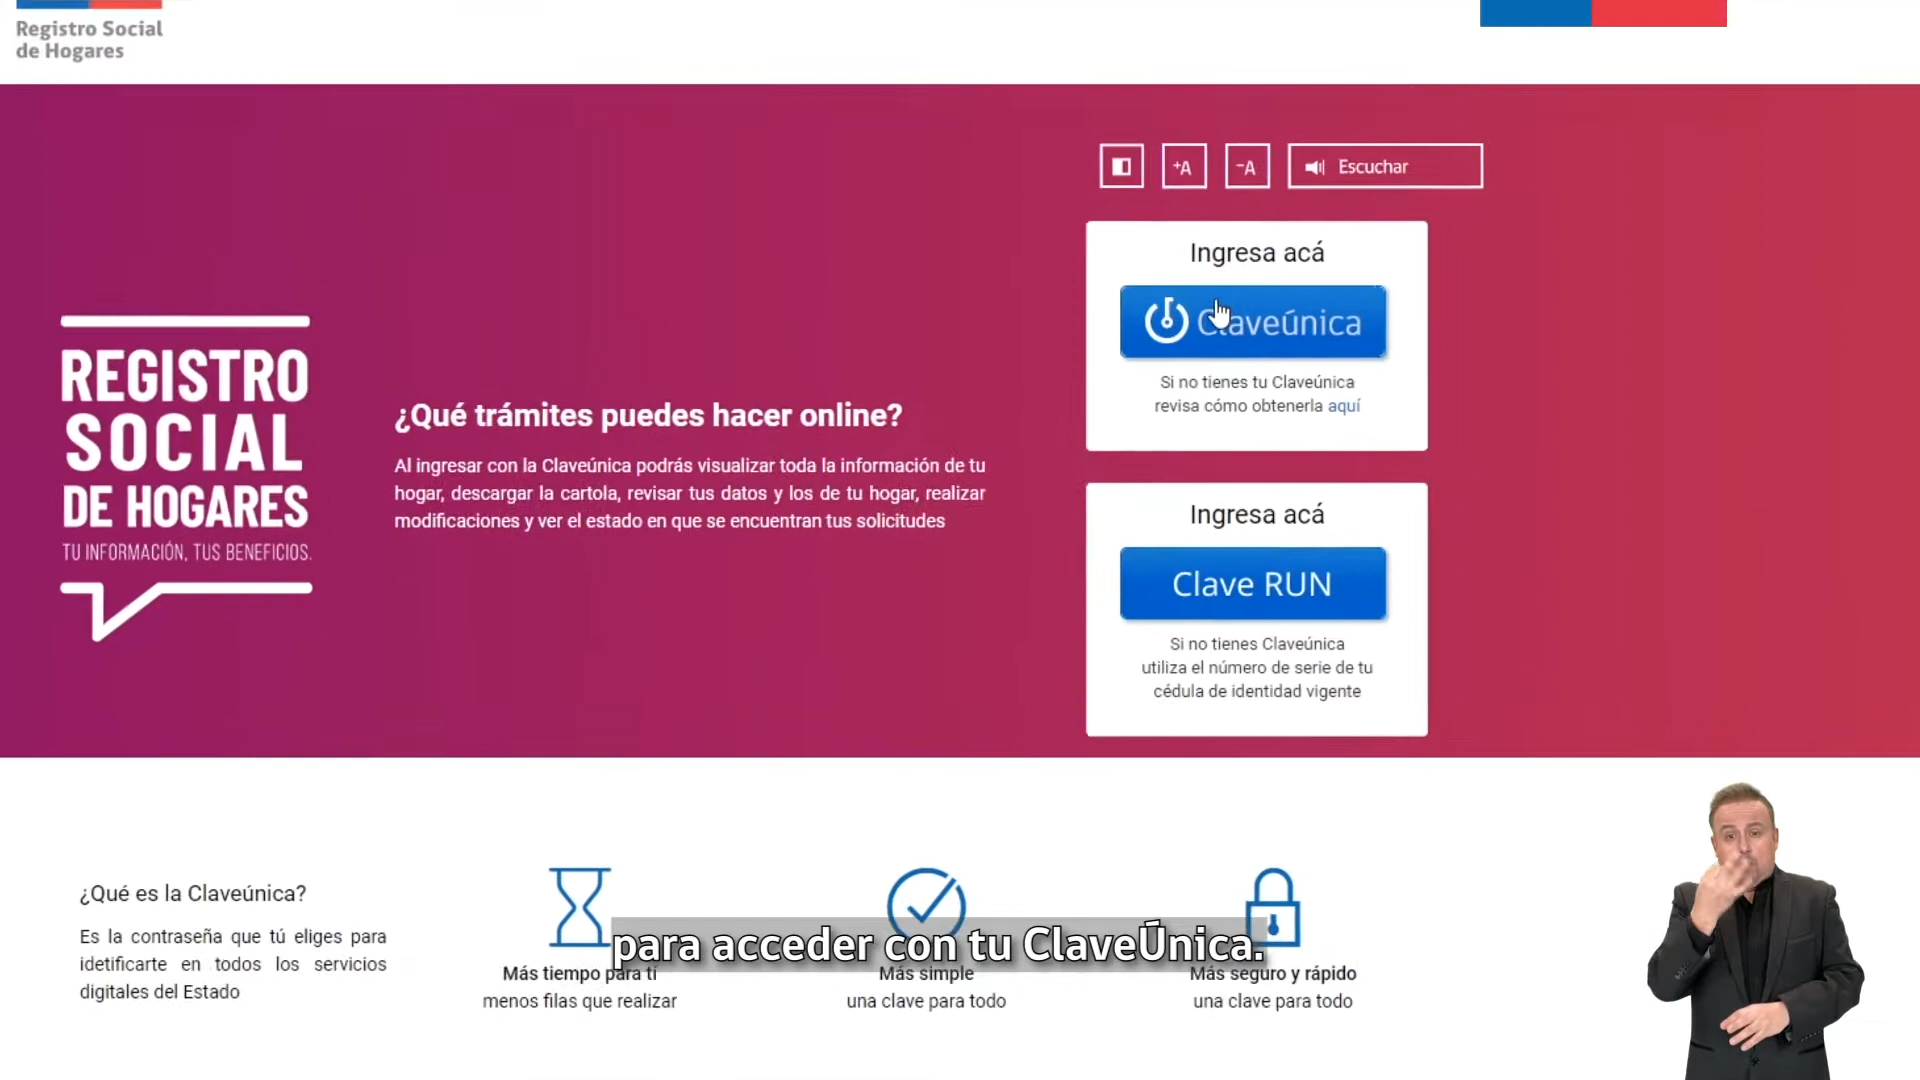 Registro Social
de Hogares
+A
-A
Escuchar
Ingresa acá
Claveúnica
Si no tienes tu Claveúnica
revisa cómo obtenerla aquí
REGISTRO
SOCIAL
DE HOGARES
TU INFORMACIÓN, TUS BENEFICIOS.
¿Qué trámites puedes hacer online?
Al ingresar con la Claveúnica podrás visualizar toda la información de tu
hogar, descargar la cartola, revisar tus datos y los de tu hogar, realizar
modificaciones y ver el estado en que se encuentran tus solicitudes
Ingresa acá
Clave RUN
Si no tienes Claveúnica
utiliza el número de serie de tu
cédula de identidad vigente
¿Qué es la Claveúnica?
Es la contraseña que tú eliges para
idetificarte en todos los servicios
digitales del Estado
Más tiempo para ti
menos filas que realizar
Más simple
una clave para todo
Más seguro y rápido
una clave para todo
para acceder con tu ClaveÚnica.